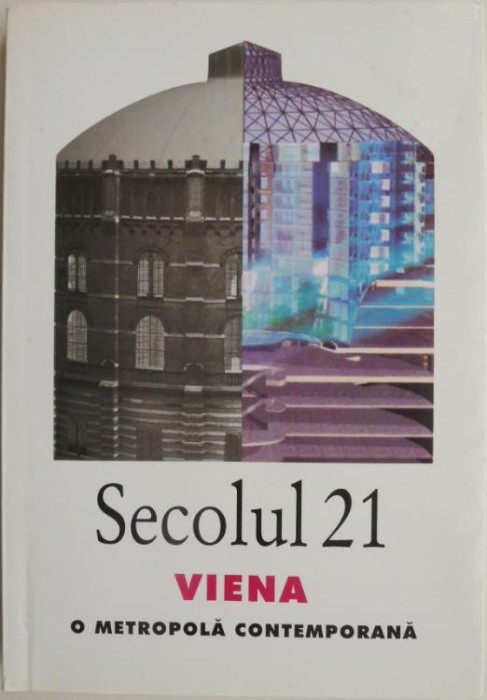 Secolul 21
VIENA
O METROPOLĂ CONTEMPORANĂ